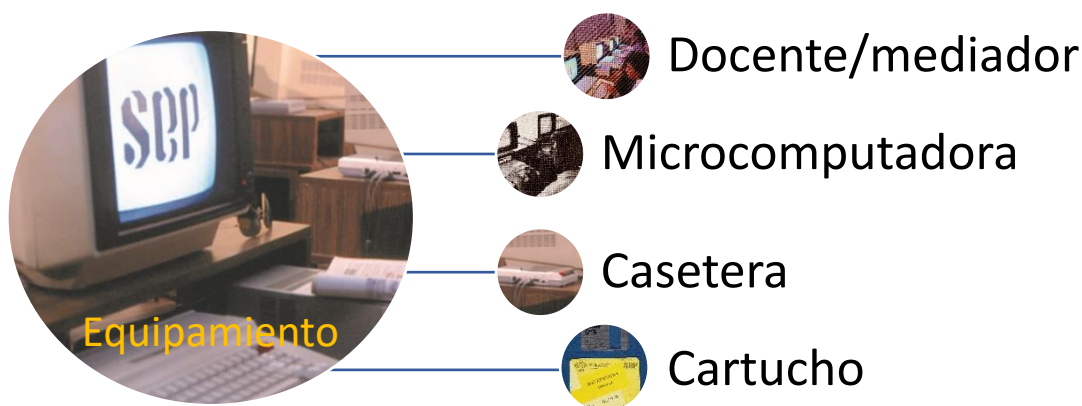 Docente/mediador
SEP
Microcomputadora
Casetera
Equipamiento
Cartucho